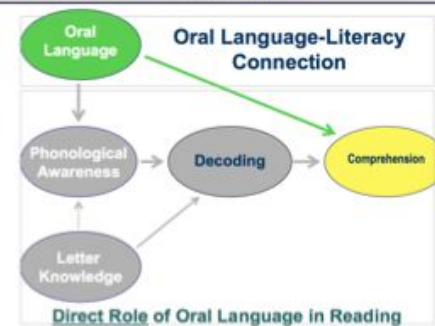 Oral
Language
Oral Language-Literacy
Connection
Phonological
Awareness
Decoding
Comprehension
Letter
Knowledge
Direct Role of Oral Language in Reading